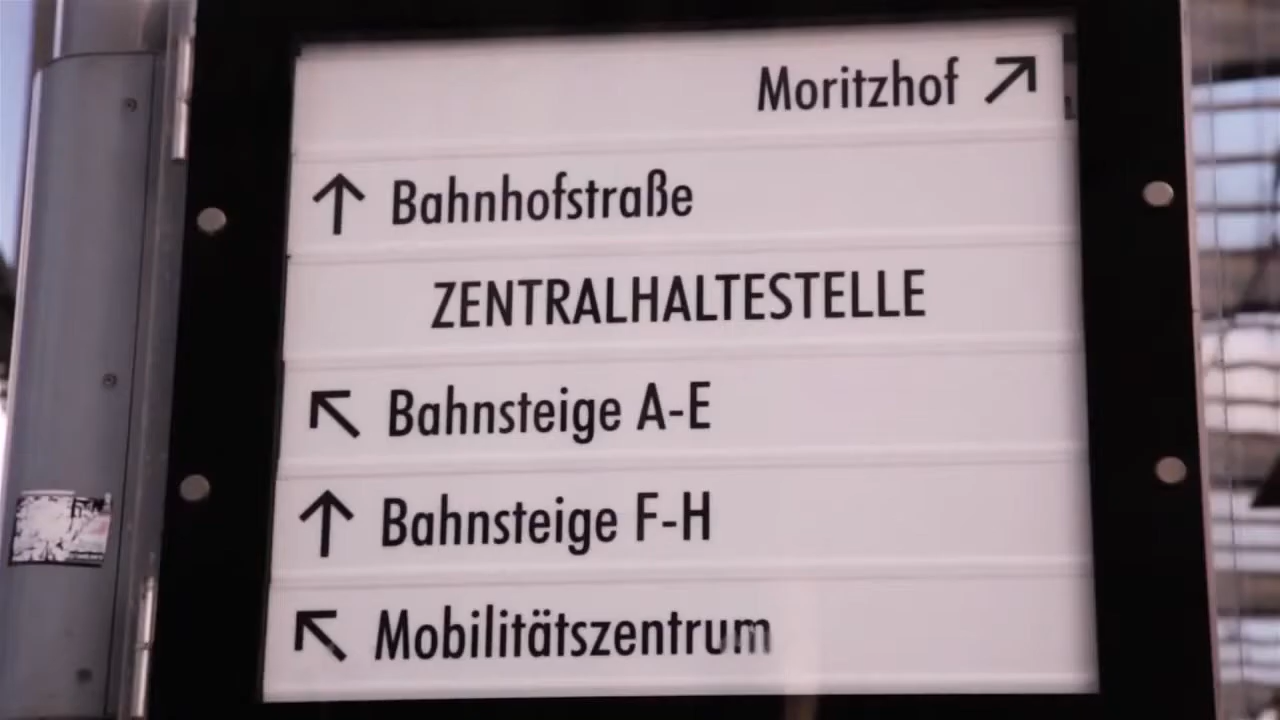 Moritzhof ↗
↑ Bahnhofstraße
ZENTRALHALTESTELLE
↖ Bahnsteige A-E
↑ Bahnsteige F-H
↖ Mobilitätszentrum